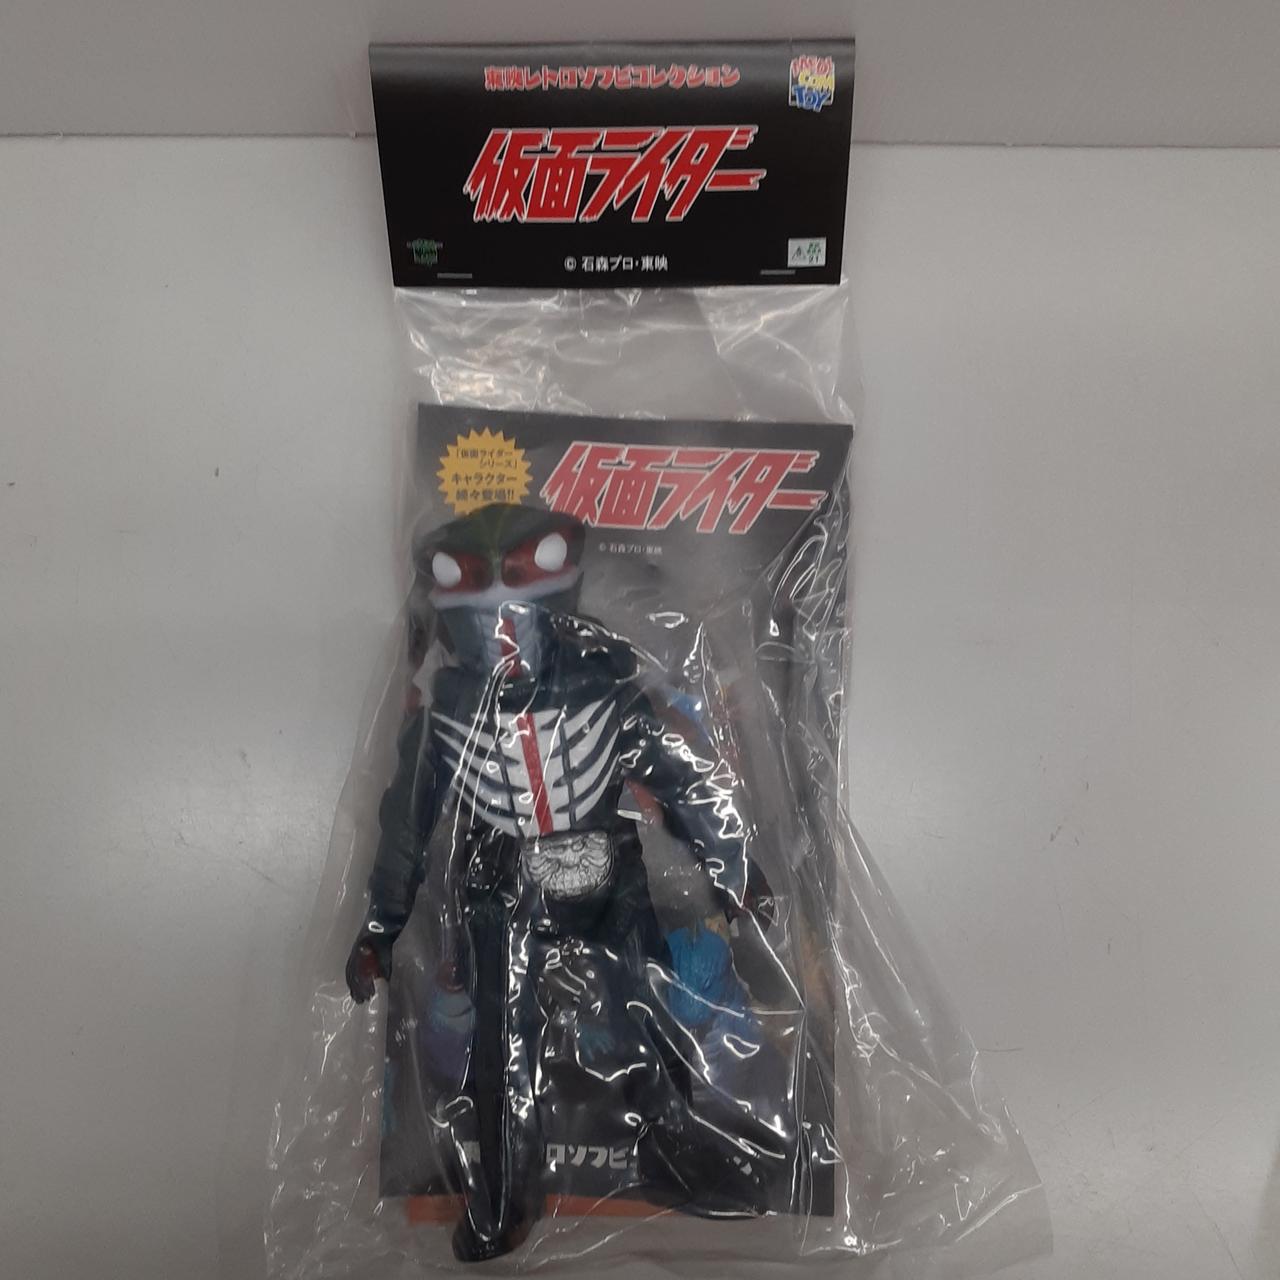 東映レトロソフビコレクション
MEDI
COM
TOY
仮面ライダー
© 石森プロ・東映
「仮面ライダー
シリーズ」
キャラクター
続々登場!!
仮面ライダー
© 石森プロ・東映
ロソフビ